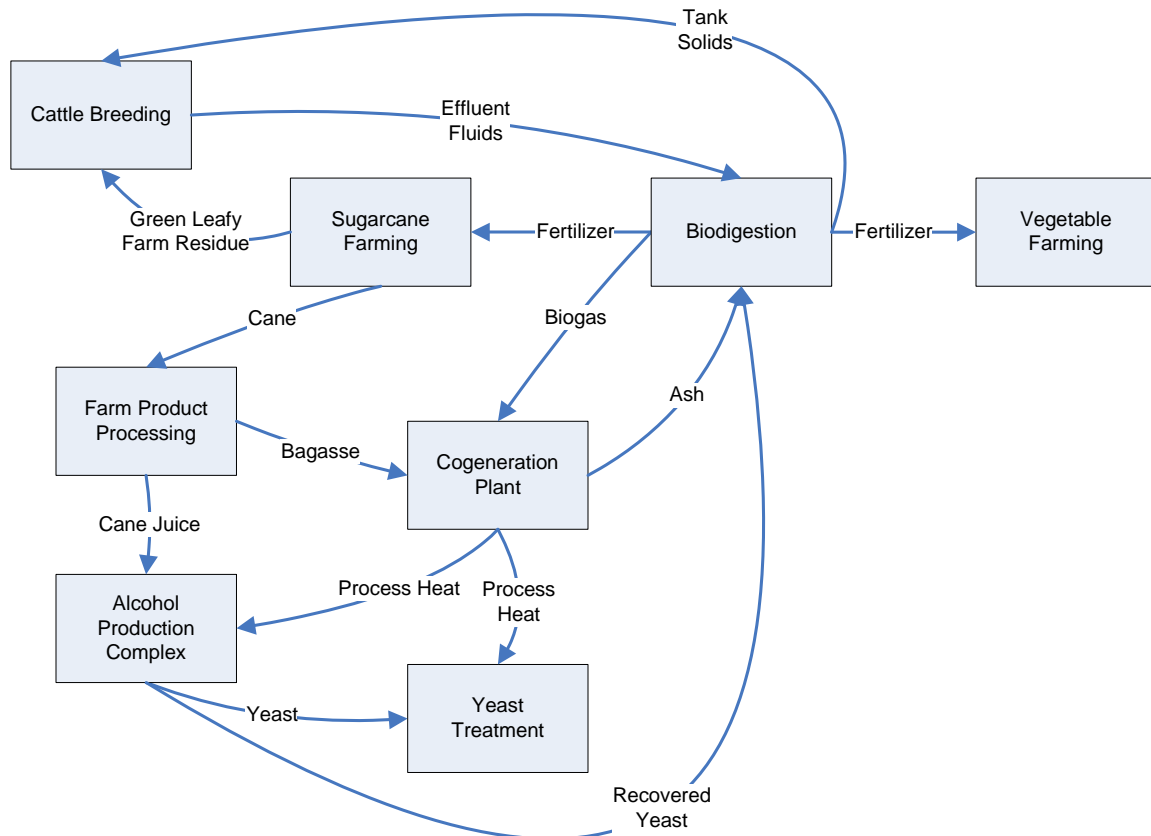 Tank
Solids
Cattle Breeding
Effluent
Fluids
Green Leafy
Farm Residue
Sugarcane
Farming
Fertilizer
Biodigestion
Fertilizer
Vegetable
Farming
Cane
Biogas
Ash
Farm Product
Processing
Bagasse
Cogeneration
Plant
Cane Juice
Process Heat
Process
Heat
Alcohol
Production
Complex
Yeast
Yeast
Treatment
Recovered
Yeast